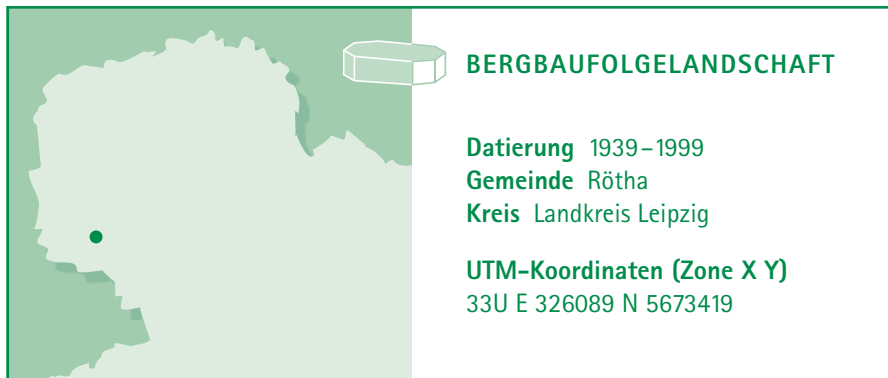 BERGBAUFOLGELANDSCHAFT
Datierung 1939–1999
Gemeinde Rötha
Kreis Landkreis Leipzig
UTM-Koordinaten (Zone X Y)
33U E 326089 N 5673419